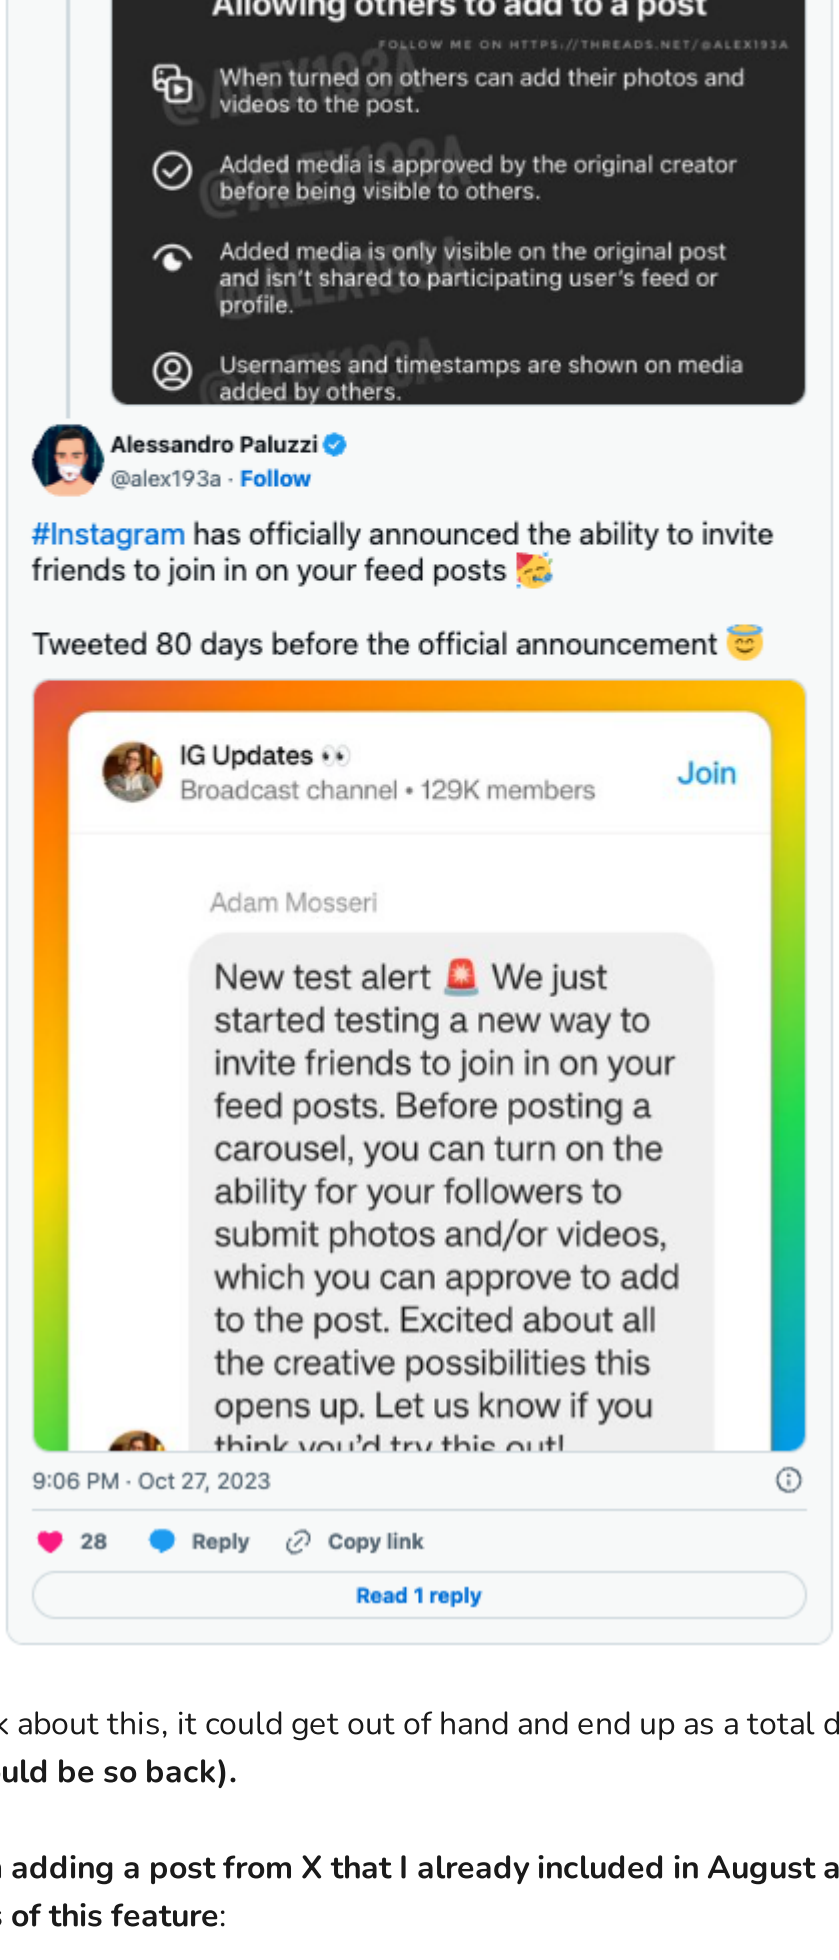 Allowing others to add to a post
FOLLOW ME ON HTTPS://THREADS.NET/@ALEX193A
When turned on others can add their photos and
videos to the post.
Added media is approved by the original creator
before being visible to others.
Added media is only visible on the original post
and isn't shared to participating user's feed or
profile.
Usernames and timestamps are shown on media
added by others.
@ALEX193A
@ALEX193A
@ALEX193A
@ALEX193A
Alessandro Paluzzi
@alex193a · Follow
#Instagram has officially announced the ability to invite
friends to join in on your feed posts 🥳
Tweeted 80 days before the official announcement 😇
IG Updates 👀
Broadcast channel • 129K members
Join
Adam Mosseri
New test alert 🚨 We just
started testing a new way to
invite friends to join in on your
feed posts. Before posting a
carousel, you can turn on the
ability for your followers to
submit photos and/or videos,
which you can approve to add
to the post. Excited about all
the creative possibilities this
opens up. Let us know if you
think you'd try this out!
9:06 PM · Oct 27, 2023
28 Reply Copy link
Read 1 reply
about this, it could get out of hand and end up as a total
be so back).
adding a post from X that I already included in August
of this feature: